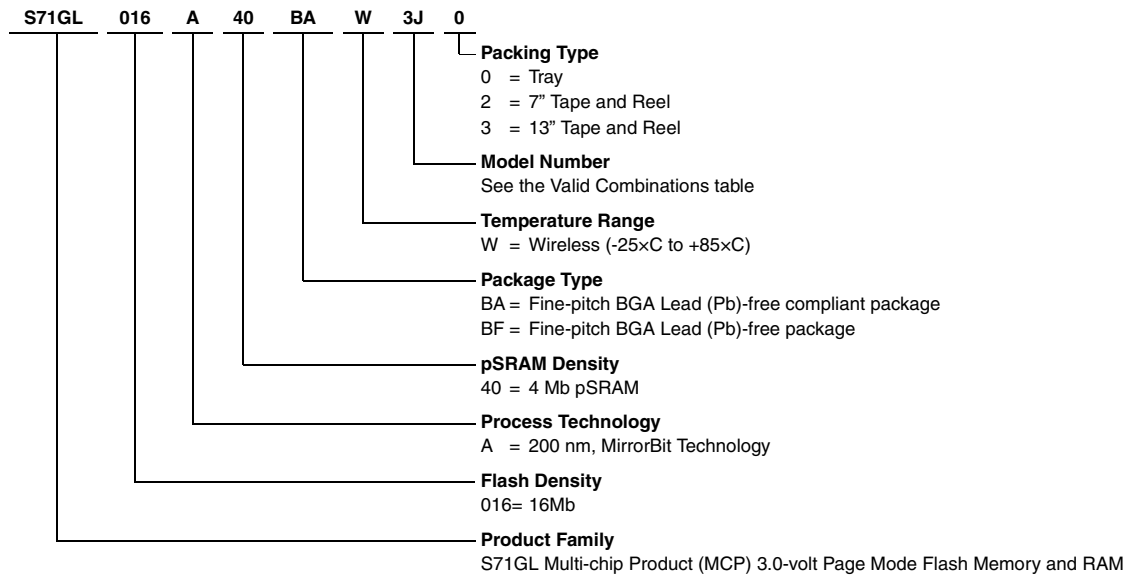 S71GL 016 A 40 BA W 3J 0
Packing Type
0 = Tray
2 = 7” Tape and Reel
3 = 13” Tape and Reel
Model Number
See the Valid Combinations table
Temperature Range
W = Wireless (-25×C to +85×C)
Package Type
BA = Fine-pitch BGA Lead (Pb)-free compliant package
BF = Fine-pitch BGA Lead (Pb)-free package
pSRAM Density
40 = 4 Mb pSRAM
Process Technology
A = 200 nm, MirrorBit Technology
Flash Density
016= 16Mb
Product Family
S71GL Multi-chip Product (MCP) 3.0-volt Page Mode Flash Memory and RAM